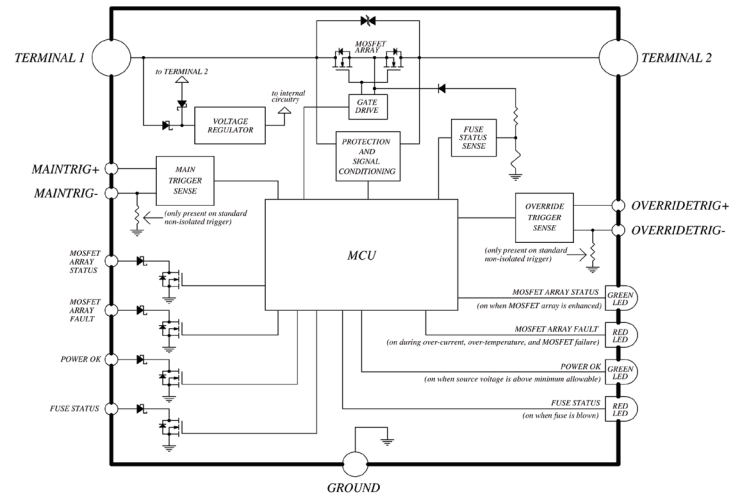 TERMINAL 1
TERMINAL 2
MOSFET
ARRAY
to TERMINAL 2
to internal
circuitry
GATE
DRIVE
VOLTAGE
REGULATOR
FUSE
STATUS
SENSE
PROTECTION
AND
SIGNAL
CONDITIONING
MAINTRIG+
MAIN
TRIGGER
SENSE
MAINTRIG-
(only present on standard
non-isolated trigger)
OVERRIDE
TRIGGER
SENSE
OVERRIDETRIG+
OVERRIDETRIG-
(only present on standard
non-isolated trigger)
MCU
MOSFET
ARRAY
STATUS
MOSFET
ARRAY
FAULT
POWER OK
FUSE STATUS
MOSFET ARRAY STATUS
(on when MOSFET array is enhanced)
GREEN
LED
MOSFET ARRAY FAULT
(on during over-current, over-temperature, and MOSFET failure)
RED
LED
POWER OK
(on when source voltage is above minimum allowable)
GREEN
LED
FUSE STATUS
(on when fuse is blown)
RED
LED
GROUND